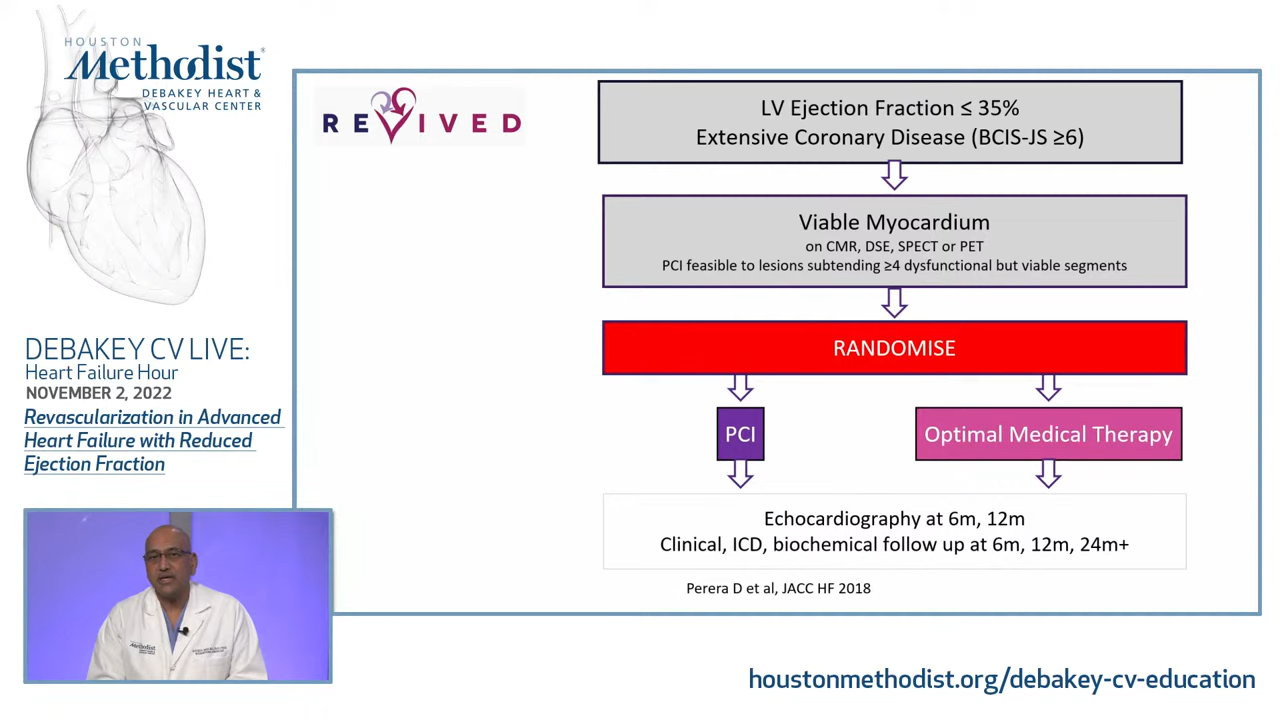 HOUSTON
Methodist®
DEBAKEY HEART &
VASCULAR CENTER
DEBAKEY CV LIVE:
Heart Failure Hour
NOVEMBER 2, 2022
Revascularization in Advanced
Heart Failure with Reduced
Ejection Fraction
REVIVED
LV Ejection Fraction ≤ 35%
Extensive Coronary Disease (BCIS-JS ≥6)
Viable Myocardium
on CMR, DSE, SPECT or PET
PCI feasible to lesions subtending ≥4 dysfunctional but viable segments
RANDOMISE
PCI
Optimal Medical Therapy
Echocardiography at 6m, 12m
Clinical, ICD, biochemical follow up at 6m, 12m, 24m+
Perera D et al, JACC HF 2018
Methodist
houstonmethodist.org/debakey-cv-education